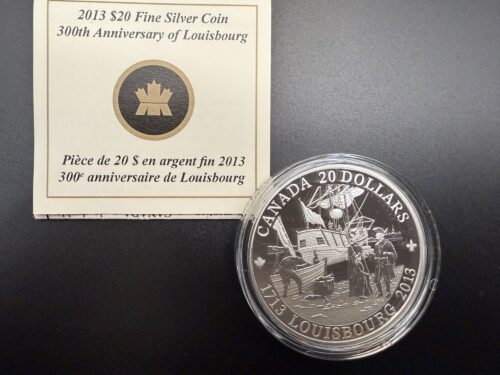 2013 $20 Fine Silver Coin
300th Anniversary of Louisbourg
Pièce de 20 $ en argent fin 2013
300e anniversaire de Louisbourg
CANADA 20 DOLLARS
1713 LOUISBOURG 2013